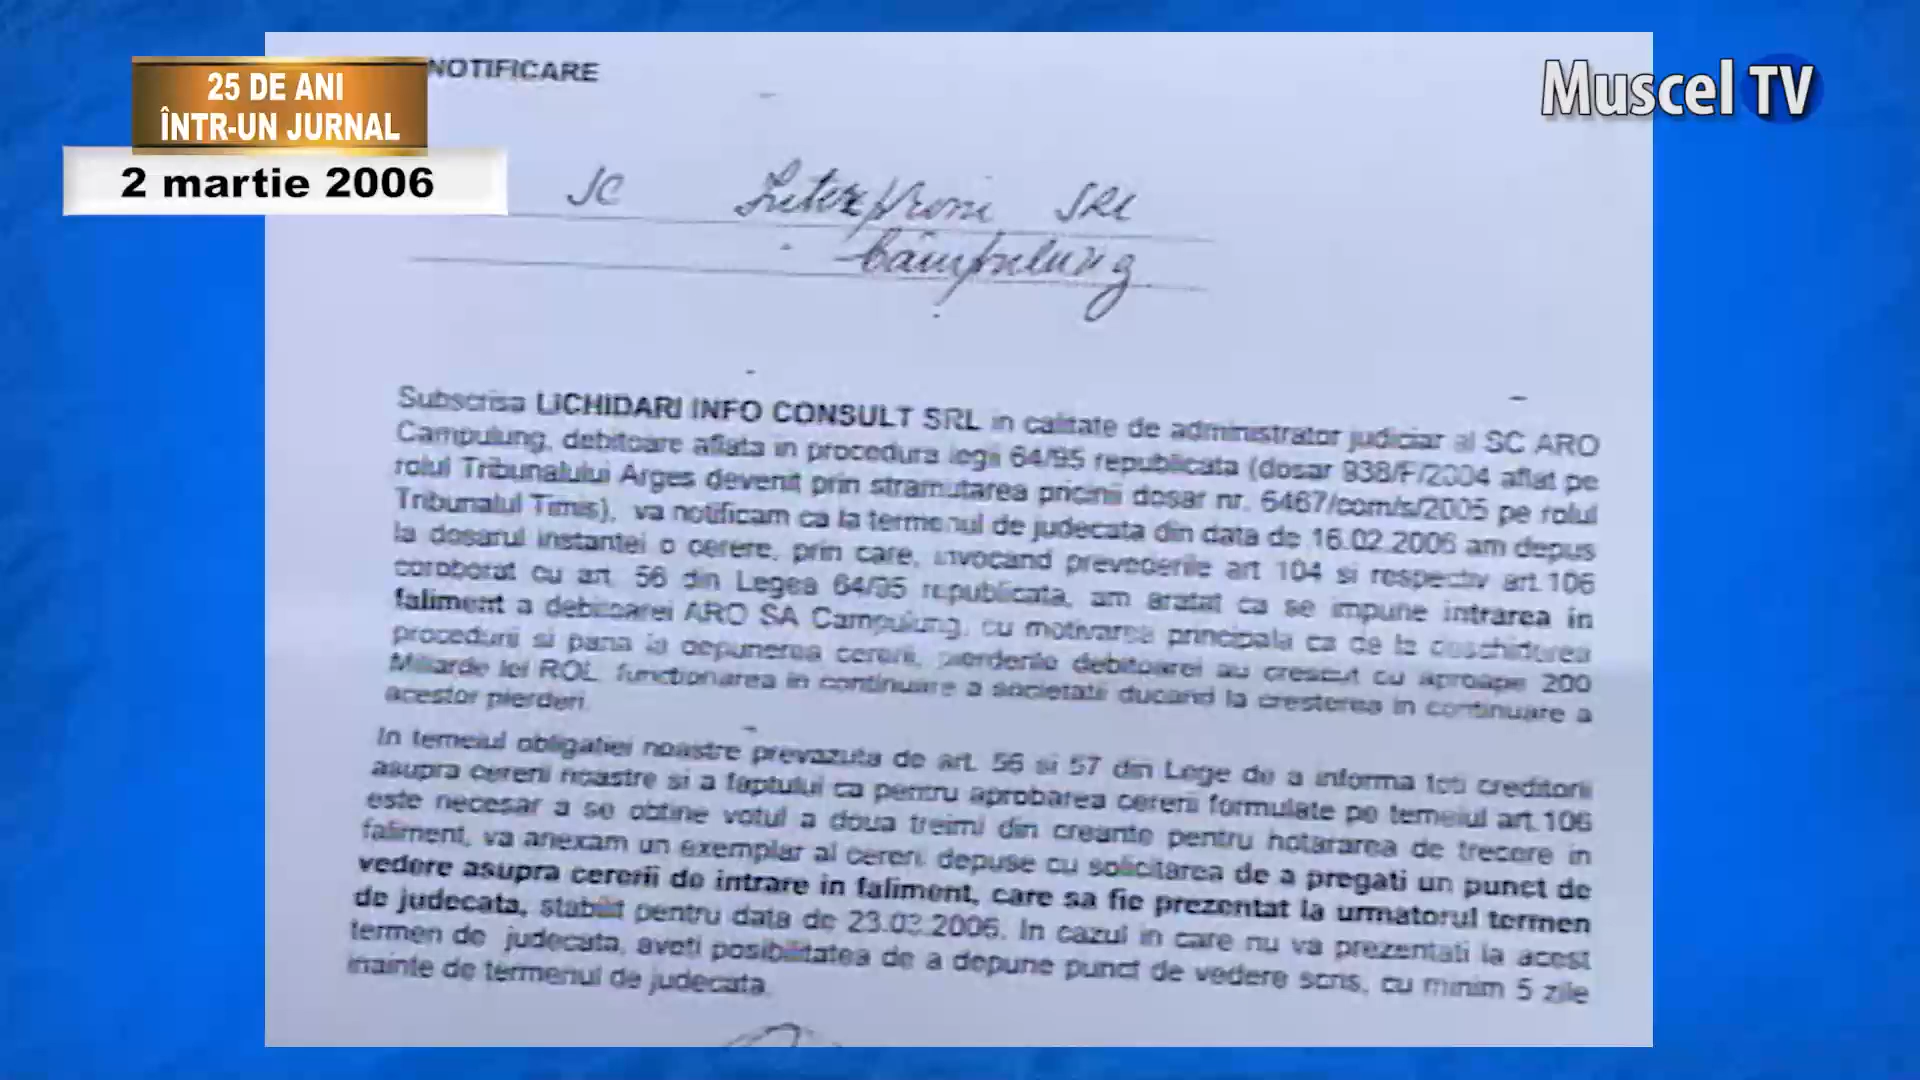 25 DE ANI
ÎNTR-UN JURNAL
2 martie 2006
Muscel TV
NOTIFICARE
SC SRL
Câmpulung
Subscrisa LICHIDARI INFO CONSULT SRL in calitate de administrator judiciar al SC ARO
Campulung, debitoare aflata in procedura legii 64/95 republicata (dosar 938/F/2004 aflat pe
rolul Tribunalului Arges devenit prin stramutarea pricinii dosar nr. 6467/com/s/2005 pe rolul
Tribunalul Timis), va notificam ca la termenul de judecata din data de 16.02.2006 am depus
la dosarul instantei o cerere, prin care, invocand prevederile art 104 si respectiv art.106
coroborat cu art. 56 din Legea 64/95 republicata, am aratat ca se impune intrarea in
faliment a debitoarei ARO SA Campulung, cu motivarea principala ca de la deschiderea
procedurii si pana la depunerea cererii, pierderile debitoarei au crescut cu aproape 200
Miliarde lei ROL, functionarea in continuare a societatii ducand la cresterea in continuare a
acestor pierderi.
In temeiul obligatiei noastre prevazuta de art. 56 si 57 din Lege de a informa toti creditorii
asupra cererii noastre si a faptului ca pentru aprobarea cererii formulate pe temeiul art.106
este necesar a se obtine votul a doua treimi din creante pentru hotararea de trecere in
faliment, va anexam un exemplar al cererii depuse cu solicitarea de a pregati un punct de
vedere asupra cererii de intrare in faliment, care sa fie prezentat la urmatorul termen
de judecata, stabilit pentru data de 23.03.2006. In cazul in care nu va prezentati la acest
termen de judecata, aveti posibilitatea de a depune punct de vedere scris, cu minim 5 zile
inainte de termenul de judecata.